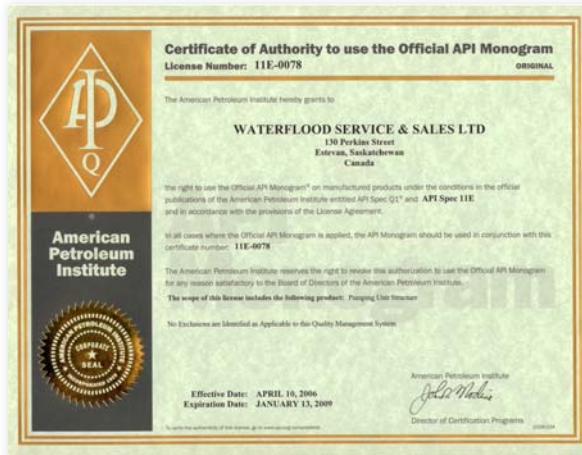 API
Q
®
American
Petroleum
Institute
AMERICAN PETROLEUM INSTITUTE
CORPORATE
SEAL
Certificate of Authority to use the Official API Monogram
License Number: 11E-0078
ORIGINAL
The American Petroleum Institute hereby grants to
WATERFLOOD SERVICE & SALES LTD
130 Perkins Street
Estevan, Saskatchewan
Canada
the right to use the Official API Monogram® on manufactured products under the conditions in the official
publications of the American Petroleum Institute entitled API Spec Q1® and API Spec 11E
and in accordance with the provisions of the License Agreement.
In all cases where the Official API Monogram is applied, the API Monogram should be used in conjunction with this
certificate number: 11E-0078
The American Petroleum Institute reserves the right to revoke this authorization to use the Official API Monogram
for any reason satisfactory to the Board of Directors of the American Petroleum Institute.
The scope of this license includes the following product: Pumping Unit Structure
No Exclusions are Identified as Applicable to this Quality Management System
Effective Date: APRIL 10, 2006
Expiration Date: JANUARY 13, 2009
American Petroleum Institute
Director of Certification Programs